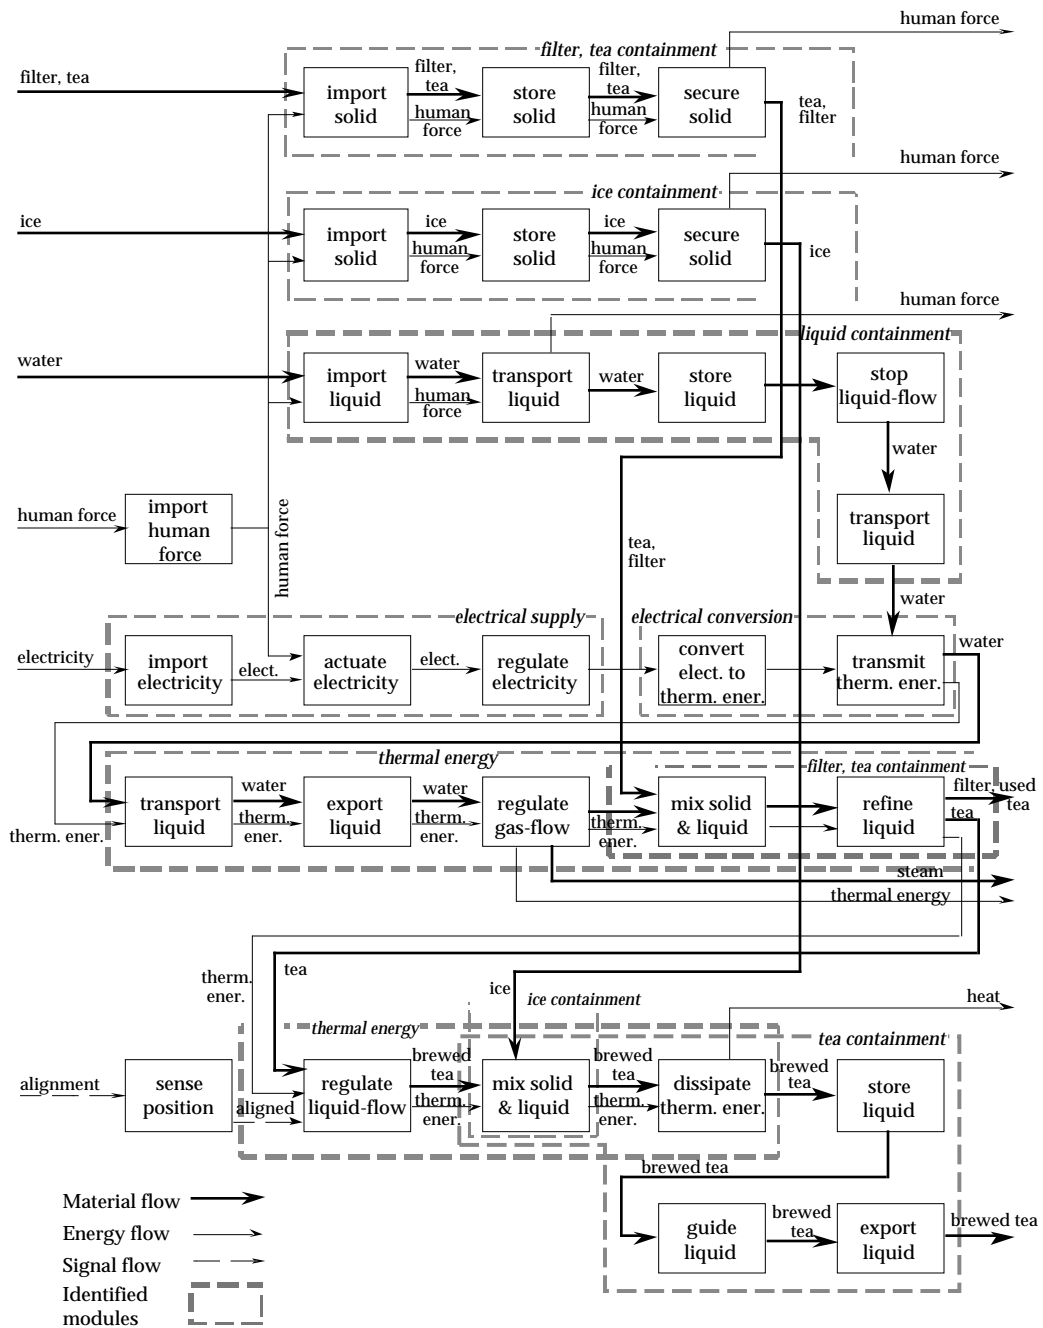 human force
filter, tea containment
filter, tea
filter,
tea
filter,
tea
import
solid
human
force
store
solid
human
force
secure
solid
tea,
filter
human force
ice containment
ice
ice
ice
import
solid
human
force
store
solid
human
force
secure
solid
ice
human force
liquid containment
water
water
import
liquid
human
force
transport
liquid
water
store
liquid
stop
liquid-flow
water
human force
import
human
force
human force
tea,
filter
transport
liquid
water
electrical supply
electrical conversion
electricity
import
electricity
elect.
actuate
electricity
elect.
regulate
electricity
convert
elect. to
therm. ener.
transmit
therm. ener.
water
thermal energy
filter, tea containment
therm. ener.
transport
liquid
water
therm.
ener.
export
liquid
water
therm.
ener.
regulate
gas-flow
therm.
ener.
mix solid
& liquid
refine
liquid
filter, used
tea
tea
steam
thermal energy
therm.
ener.
tea
ice
ice containment
heat
thermal energy
tea containment
alignment
sense
position
aligned
regulate
liquid-flow
brewed
tea
therm.
ener.
mix solid
& liquid
brewed
tea
therm.
ener.
dissipate
therm. ener.
brewed
tea
store
liquid
brewed tea
guide
liquid
brewed
tea
export
liquid
brewed tea
Material flow
Energy flow
Signal flow
Identified
modules